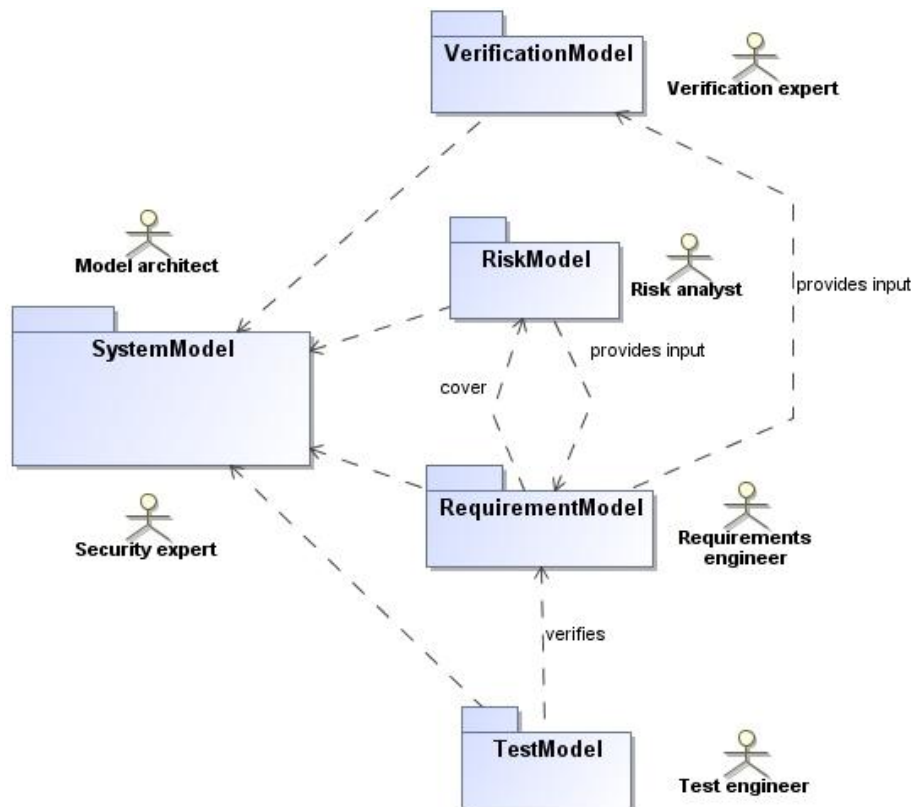 VerificationModel
Verification expert
Model architect
RiskModel
Risk analyst
provides input
SystemModel
provides input
cover
RequirementModel
Security expert
Requirements
engineer
verifies
TestModel
Test engineer